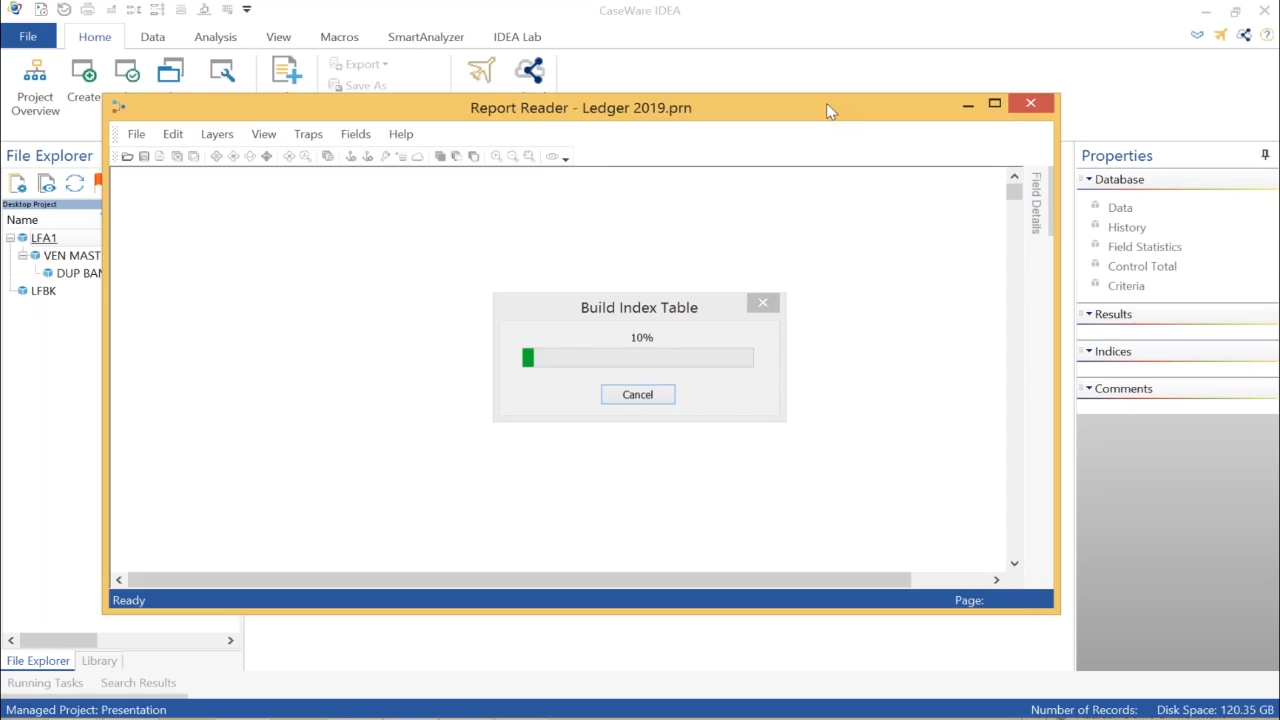 CaseWare IDEA
File
Home
Data
Analysis
View
Macros
SmartAnalyzer
IDEA Lab
Project
Overview
Create
Export
Save As
Report Reader - Ledger 2019.prn
File
Edit
Layers
View
Traps
Fields
Help
Field Details
File Explorer
Desktop Project
Name
LFA1
VEN MAST
DUP BAN
LFBK
Build Index Table
10%
Cancel
Ready
Page:
Properties
Database
Data
History
Field Statistics
Control Total
Criteria
Results
Indices
Comments
File Explorer
Library
Running Tasks
Search Results
Managed Project: Presentation
Number of Records:
Disk Space: 120.35 GB